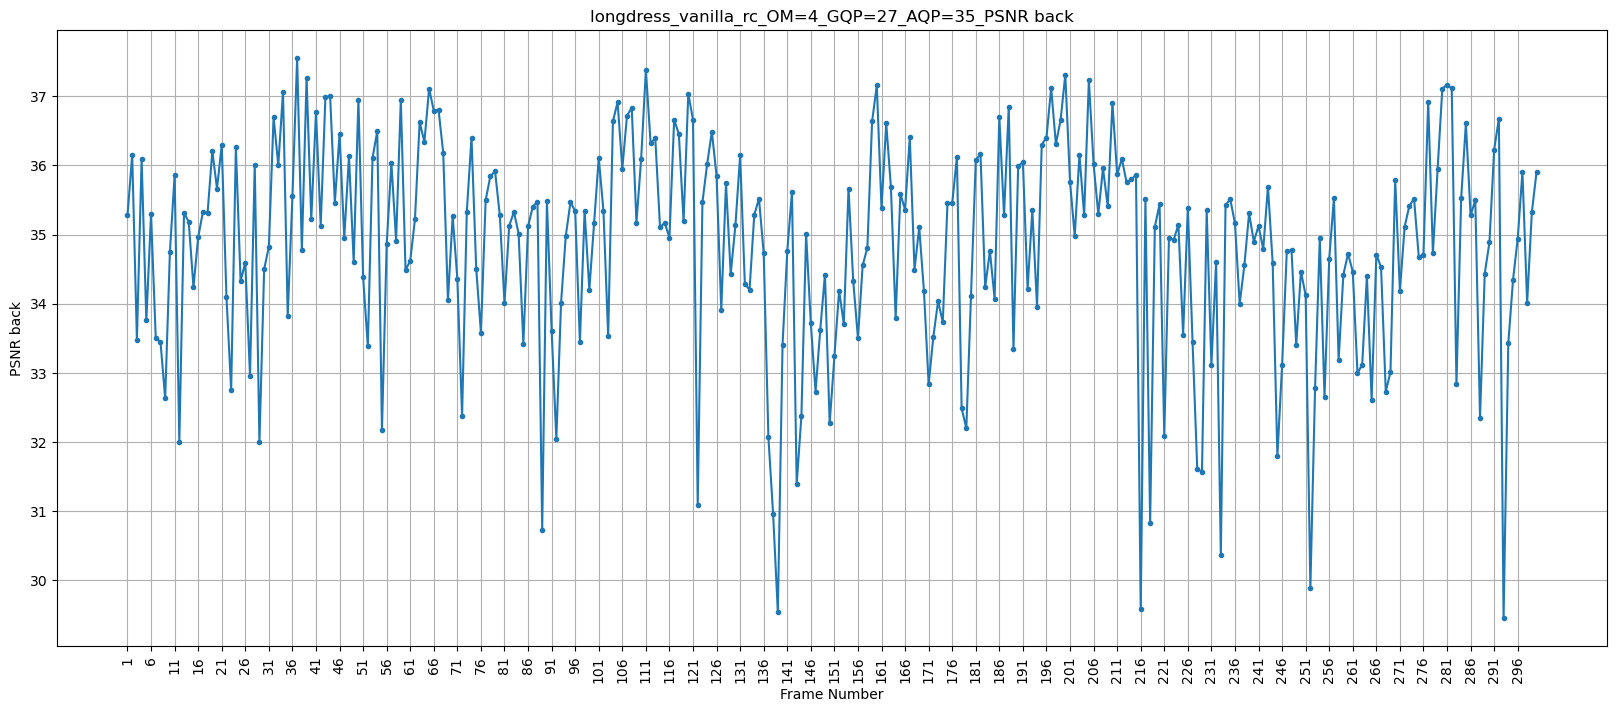 longdress_vanilla_rc_OM=4_GQP=27_AQP=35_PSNR back
PSNR back
37
36
35
34
33
32
31
30
1 6 11 16 21 26 31 36 41 46 51 56 61 66 71 76 81 86 91 96 101 106 111 116 121 126 131 136 141 146 151 156 161 166 171 176 181 186 191 196 201 206 211 216 221 226 231 236 241 246 251 256 261 266 271 276 281 286 291 296
Frame Number